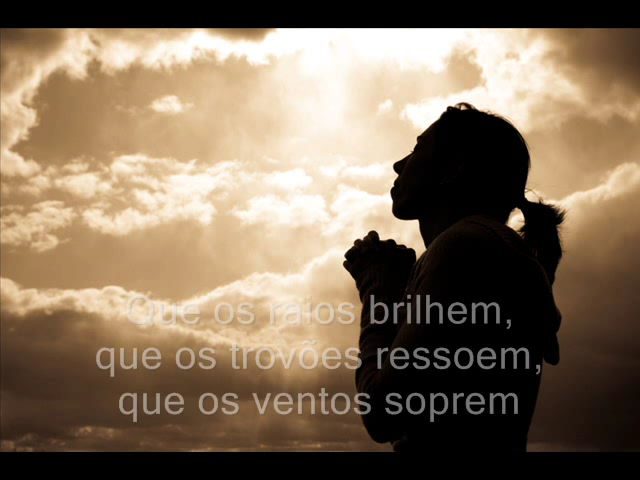 Que os raios brilhem,
que os trovões ressoem,
que os ventos soprem